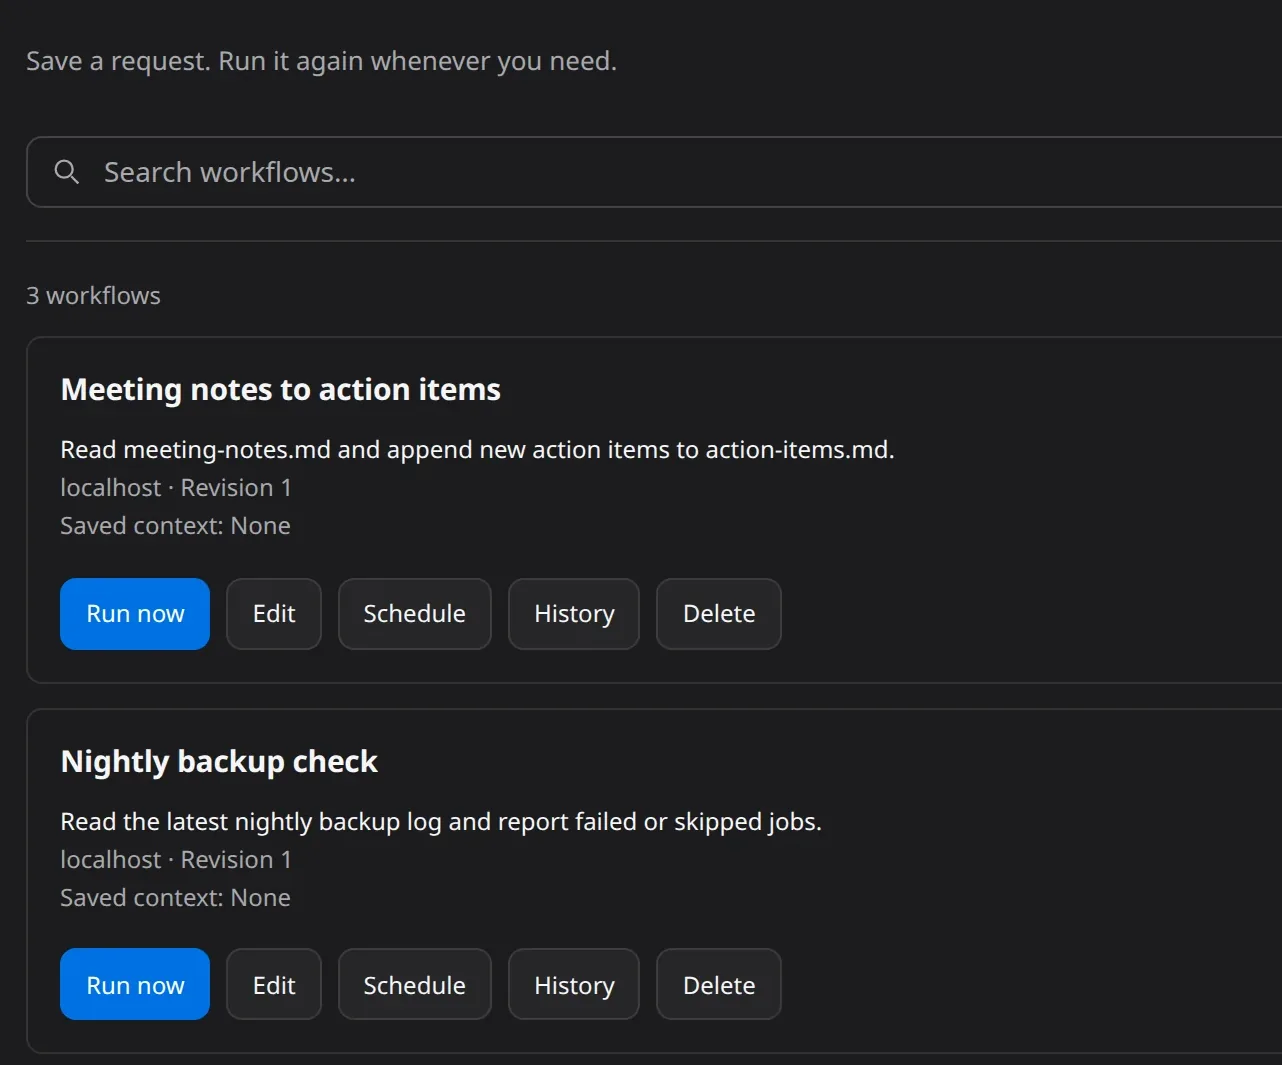 Save a request. Run it again whenever you need.
Search workflows...
3 workflows
Meeting notes to action items
Read meeting-notes.md and append new action items to action-items.md.
localhost · Revision 1
Saved context: None
Run now Edit Schedule History Delete
Nightly backup check
Read the latest nightly backup log and report failed or skipped jobs.
localhost · Revision 1
Saved context: None
Run now Edit Schedule History Delete